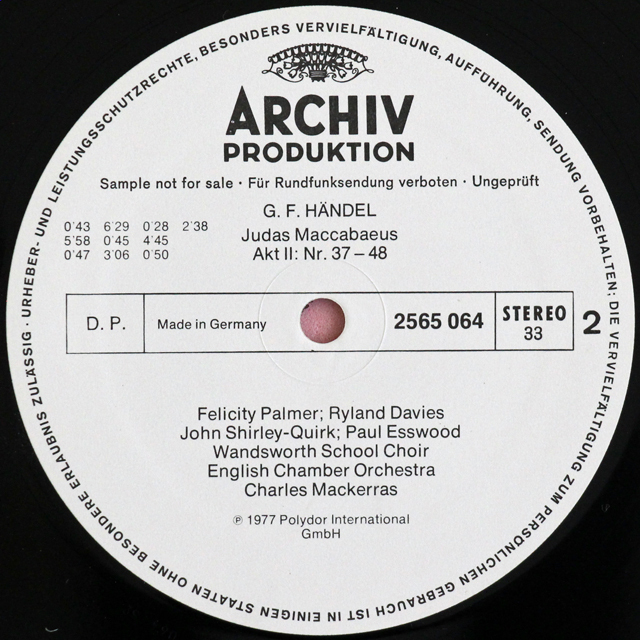 URHEBER- UND LEISTUNGSSCHUTZRECHTE, BESONDERS VERVIELFÄLTIGUNG, AUFFÜHRUNG, SENDUNG VORBEHALTEN; DIE VERVIELFÄLTIGUNG ZUM PERSÖNLICHEN GEBRAUCH IST IN EINIGEN STAATEN OHNE BESONDERE ERLAUBNIS ZULÄSSIG ·
ARCHIV
PRODUKTION
Sample not for sale · Für Rundfunksendung verboten · Ungeprüft
G. F. HÄNDEL
0'43 6'29 0'28 2'38
Judas Maccabaeus
5'58 0'45 4'45
Akt II: Nr. 37 – 48
0'47 3'06 0'50
D. P. Made in Germany 2565 064 STEREO 33 2
Felicity Palmer; Ryland Davies
John Shirley-Quirk; Paul Esswood
Wandsworth School Choir
English Chamber Orchestra
Charles Mackerras
℗ 1977 Polydor International
GmbH